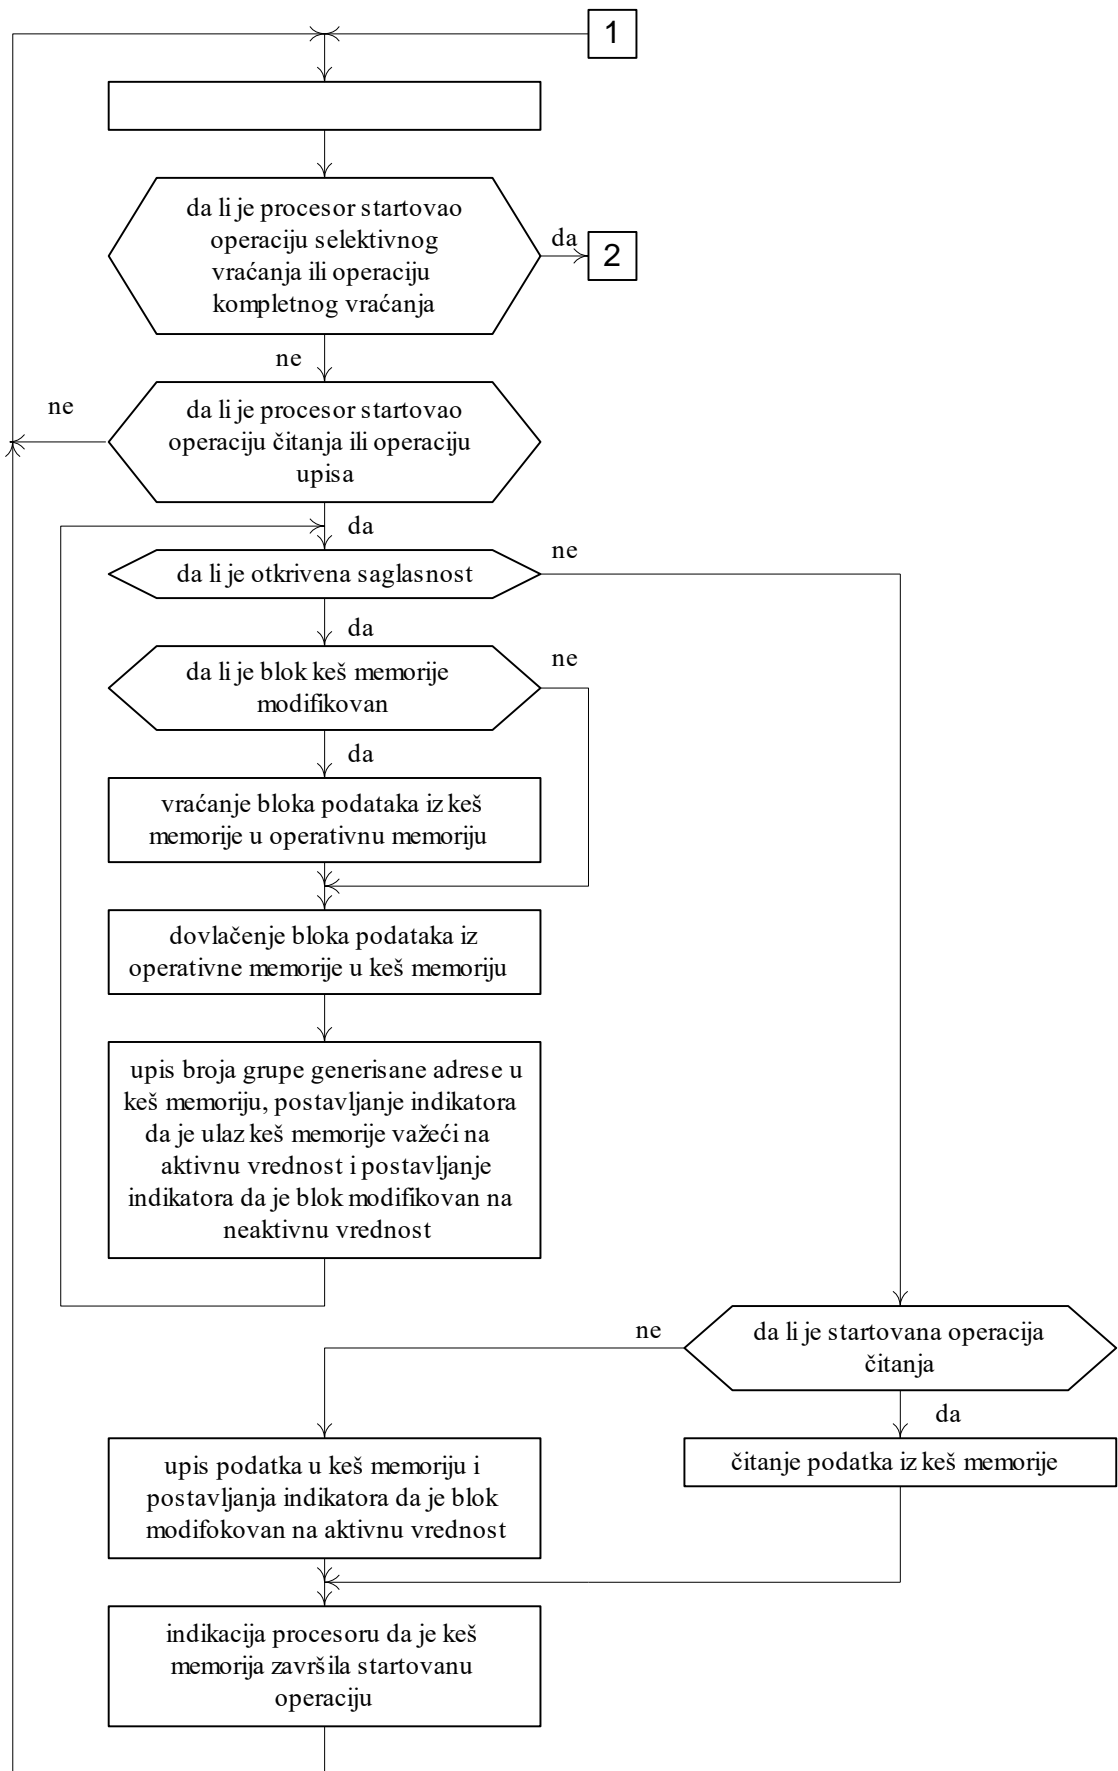 1
da li je procesor startovao
operaciju selektivnog
vraćanja ili operaciju
kompletnog vraćanja
da
2
ne
ne
da li je procesor startovao
operaciju čitanja ili operaciju
upisa
da
ne
da li je otkrivena saglasnost
da
da li je blok keš memorije
modifikovan
ne
da
vraćanje bloka podataka iz keš
memorije u operativnu memoriju
dovlačenje bloka podataka iz
operativne memorije u keš memoriju
upis broja grupe generisane adrese u
keš memoriju, postavljanje indikatora
da je ulaz keš memorije važeći na
aktivnu vrednost i postavljanje
indikatora da je blok modifikovan na
neaktivnu vrednost
ne
da li je startovana operacija
čitanja
da
upis podatka u keš memoriju i
postavljanja indikatora da je blok
modifokovan na aktivnu vrednost
čitanje podatka iz keš memorije
indikacija procesoru da je keš
memorija završila startovanu
operaciju